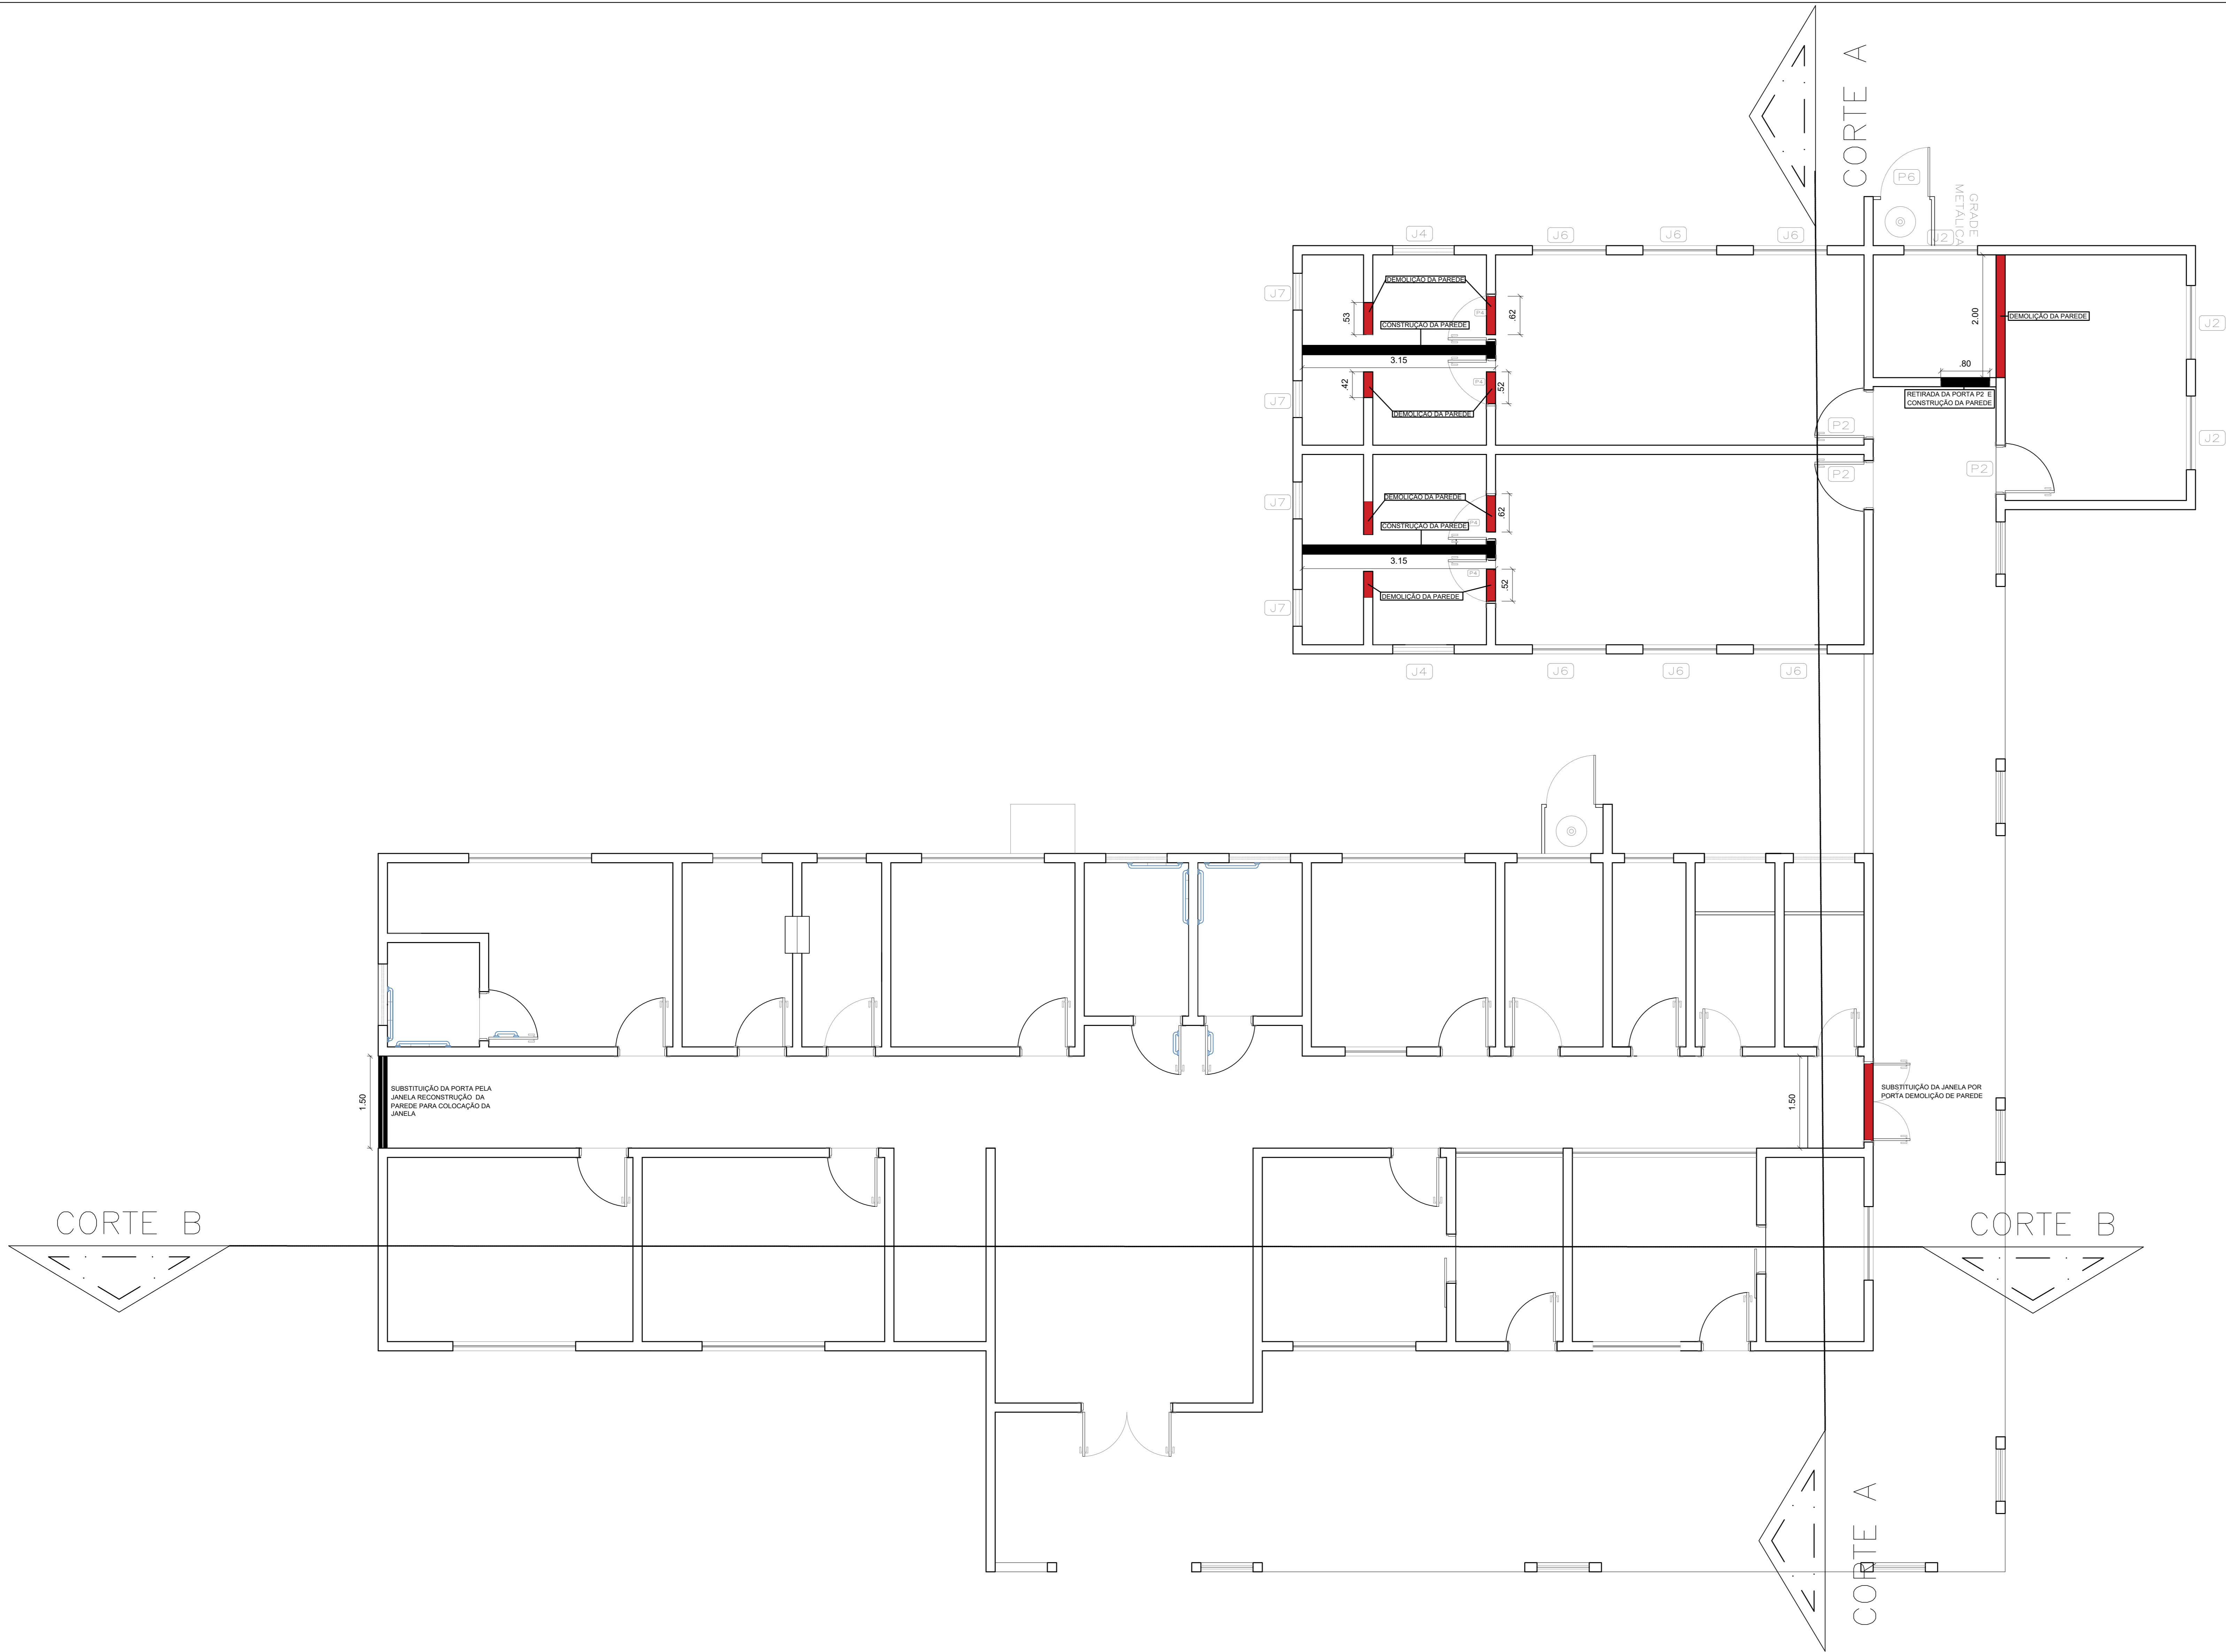 CORTE A
P6
GRADE
METÁLICA
J4
J6
J6
J6
J2
J7
DEMOLIÇÃO DA PAREDE
.53
P4
.62
CONSTRUÇÃO DA PAREDE
3.15
2.00
DEMOLIÇÃO DA PAREDE
J2
.80
RETIRADA DA PORTA P2 E
CONSTRUÇÃO DA PAREDE
J7
.42
P4
.52
DEMOLIÇÃO DA PAREDE
P2
J2
P2
P2
J7
DEMOLIÇÃO DA PAREDE
.62
P4
CONSTRUÇÃO DA PAREDE
3.15
P4
.52
J7
DEMOLIÇÃO DA PAREDE
J4
J6
J6
J6
1.50
SUBSTITUIÇÃO DA PORTA PELA
JANELA RECONSTRUÇÃO DA
PAREDE PARA COLOCAÇÃO DA
JANELA
1.50
SUBSTITUIÇÃO DA JANELA POR
PORTA DEMOLIÇÃO DE PAREDE
CORTE B
CORTE B
CORTE A